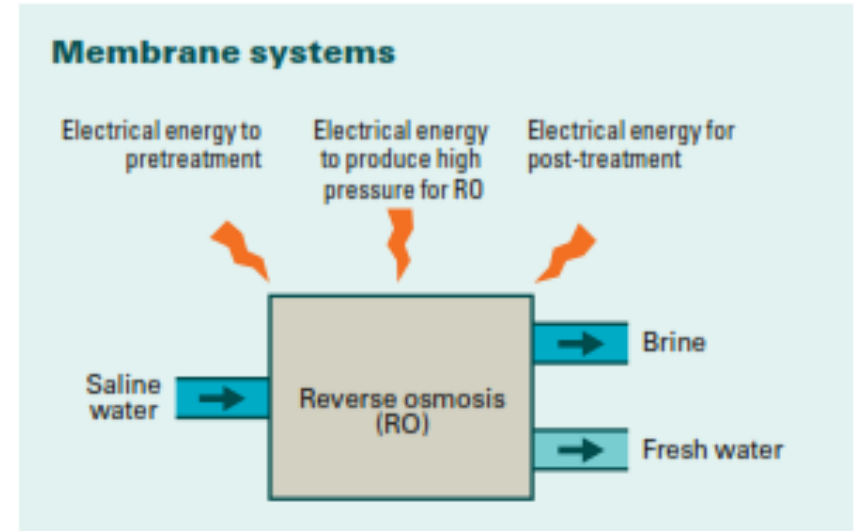 Membrane systems
Electrical energy to
pretreatment
Electrical energy
to produce high
pressure for RO
Electrical energy for
post-treatment
Saline
water
Reverse osmosis
(RO)
Brine
Fresh water